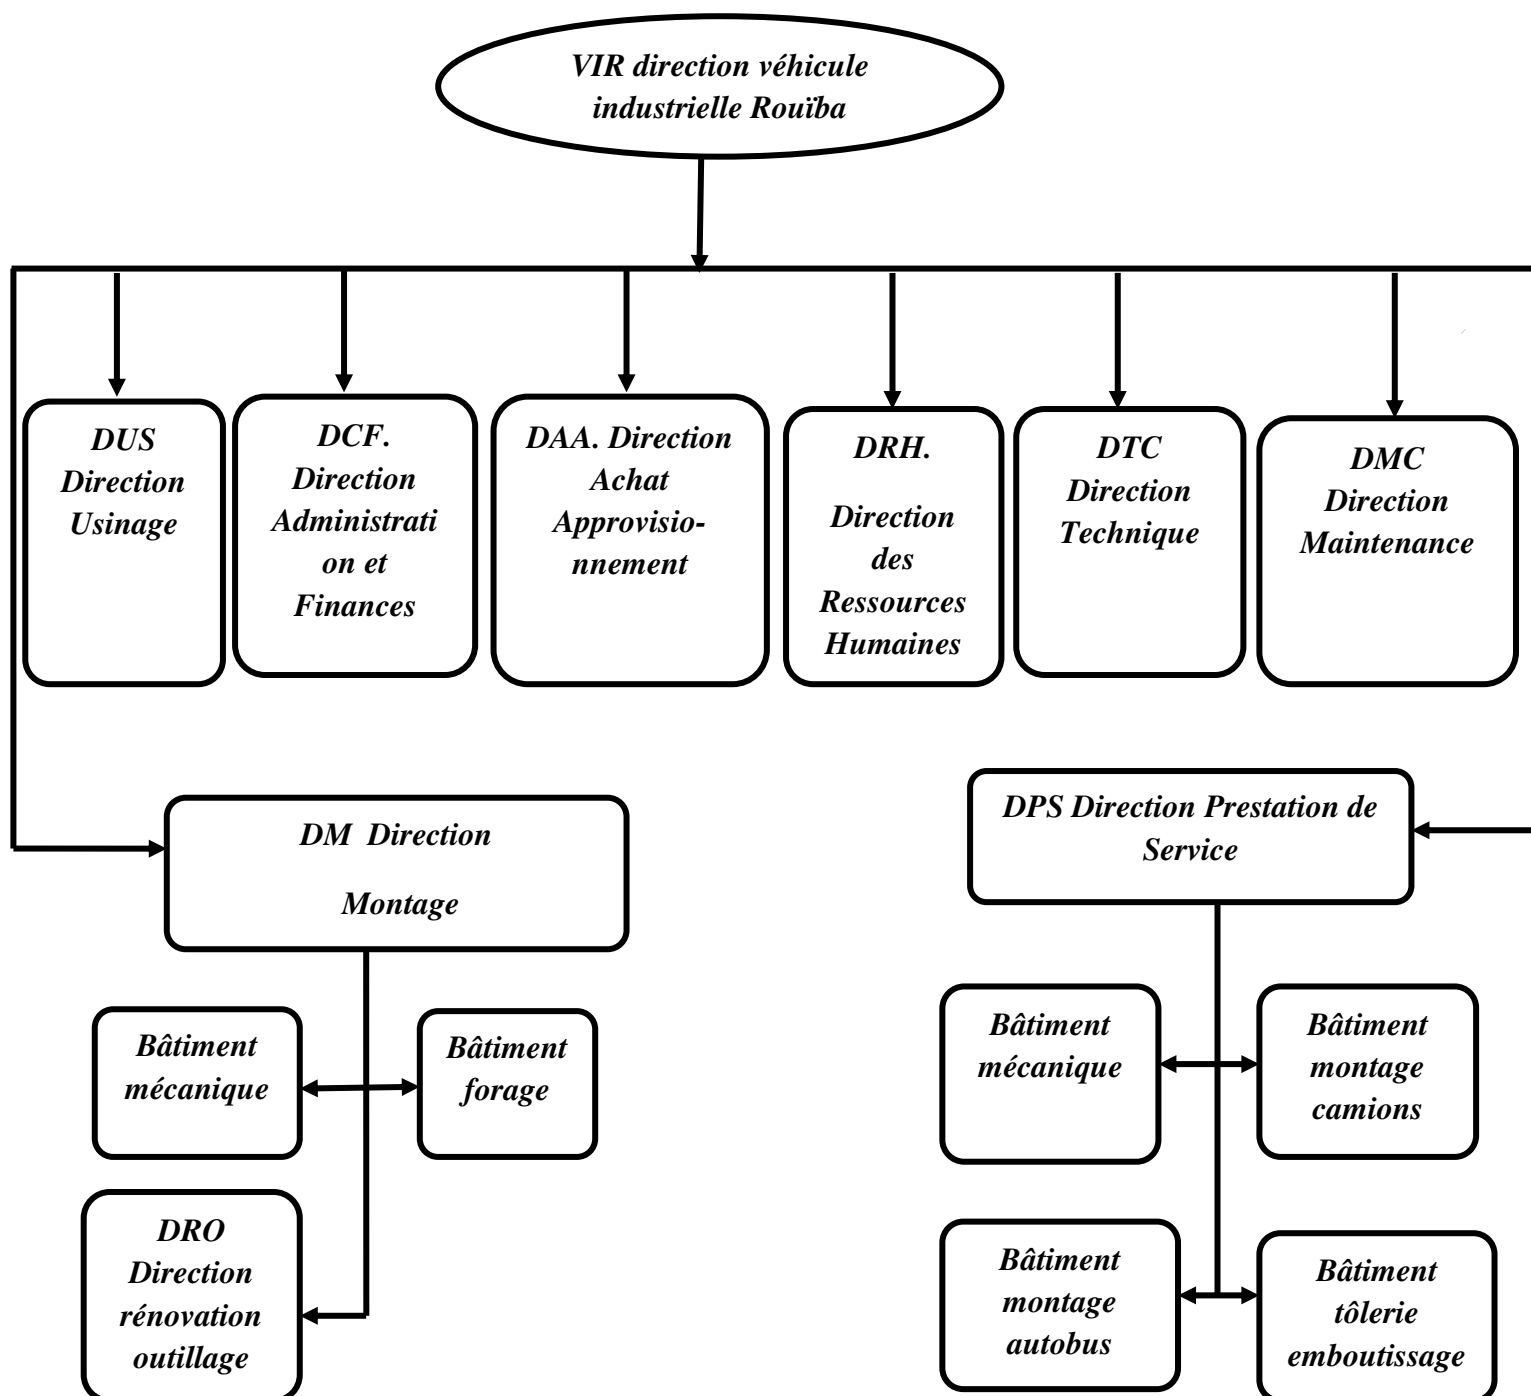 VIR direction véhicule
industrielle Rouïba
DUS
Direction
Usinage
DCF.
Direction
Administrati
on et
Finances
DAA. Direction
Achat
Approvisio-
nnement
DRH.
Direction
des
Ressources
Humaines
DTC
Direction
Technique
DMC
Direction
Maintenance
DM  Direction
Montage
DPS Direction Prestation de
Service
Bâtiment
mécanique
Bâtiment
forage
DRO
Direction
rénovation
outillage
Bâtiment
mécanique
Bâtiment
montage
camions
Bâtiment
montage
autobus
Bâtiment
tôlerie
emboutissage